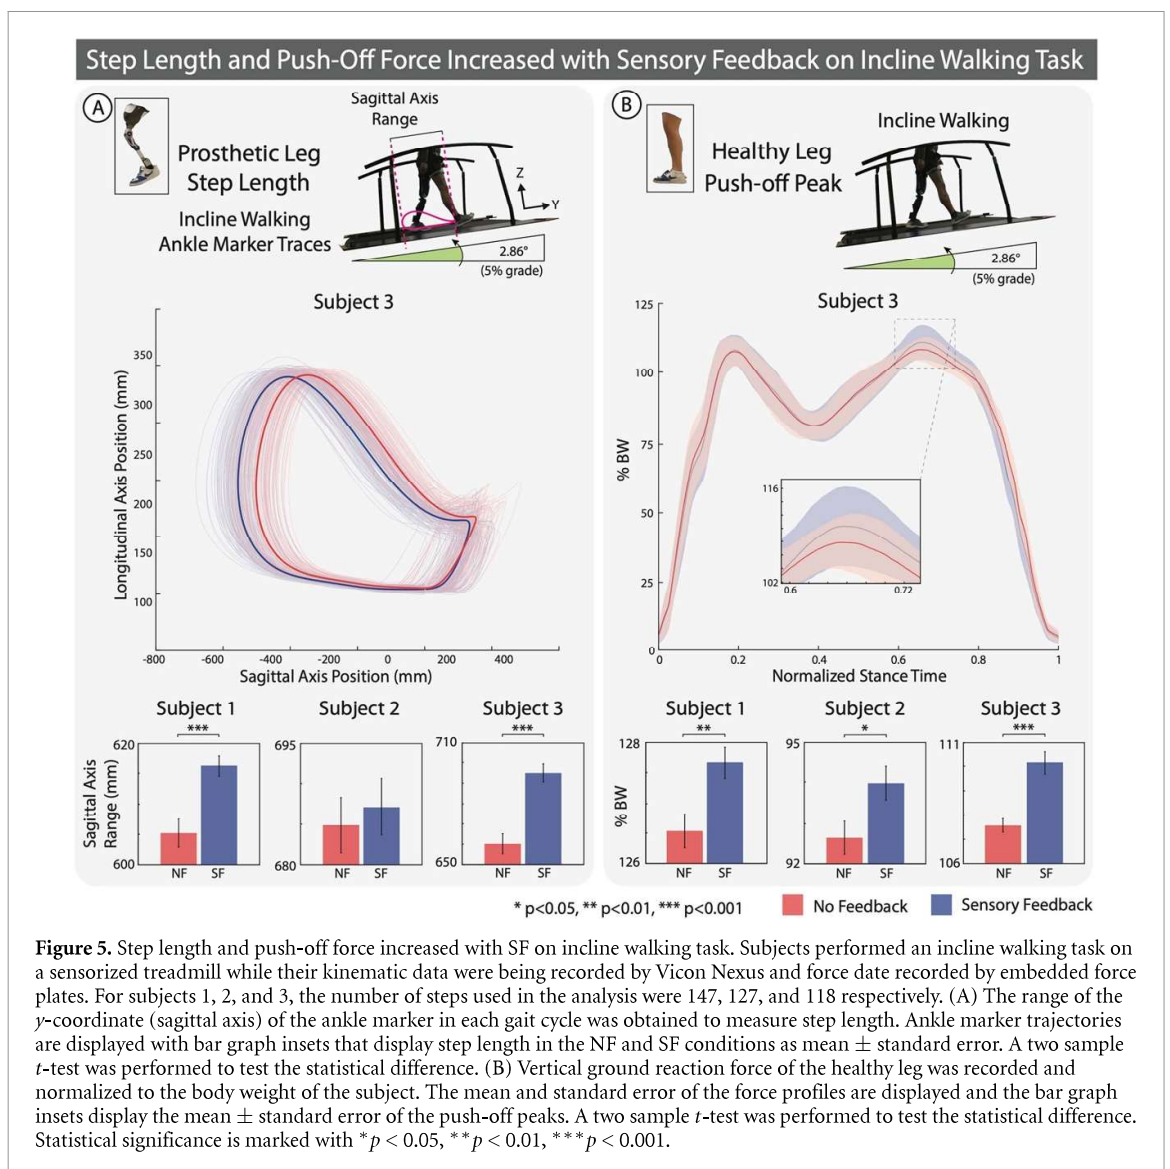 Step Length and Push-Off Force Increased with Sensory Feedback on Incline Walking Task
A
Prosthetic Leg
Step Length
Incline Walking
Ankle Marker Traces
Sagittal Axis
Range
Z
Y
2.86°
(5% grade)
Subject 3
Longitudinal Axis Position (mm)
350
300
250
200
150
100
-800
-600
-400
-200
0
200
400
Sagittal Axis Position (mm)
Subject 1
***
Sagittal Axis
Range (mm)
620
600
NF
SF
Subject 2
695
680
NF
SF
Subject 3
***
710
650
NF
SF
B
Healthy Leg
Push-off Peak
Incline Walking
2.86°
(5% grade)
Subject 3
% BW
125
100
75
50
25
0
116
102
0.6
0.72
0
0.2
0.4
0.6
0.8
1
Normalized Stance Time
Subject 1
**
% BW
128
126
NF
SF
Subject 2
*
95
92
NF
SF
Subject 3
***
111
106
NF
SF
* p<0.05, ** p<0.01, *** p<0.001
No Feedback
Sensory Feedback
Figure 5. Step length and push-off force increased with SF on incline walking task. Subjects performed an incline walking task on
a sensorized treadmill while their kinematic data were being recorded by Vicon Nexus and force date recorded by embedded force
plates. For subjects 1, 2, and 3, the number of steps used in the analysis were 147, 127, and 118 respectively. (A) The range of the
y-coordinate (sagittal axis) of the ankle marker in each gait cycle was obtained to measure step length. Ankle marker trajectories
are displayed with bar graph insets that display step length in the NF and SF conditions as mean ± standard error. A two sample
t-test was performed to test the statistical difference. (B) Vertical ground reaction force of the healthy leg was recorded and
normalized to the body weight of the subject. The mean and standard error of the force profiles are displayed and the bar graph
insets display the mean ± standard error of the push-off peaks. A two sample t-test was performed to test the statistical difference.
Statistical significance is marked with *p < 0.05, **p < 0.01, ***p < 0.001.